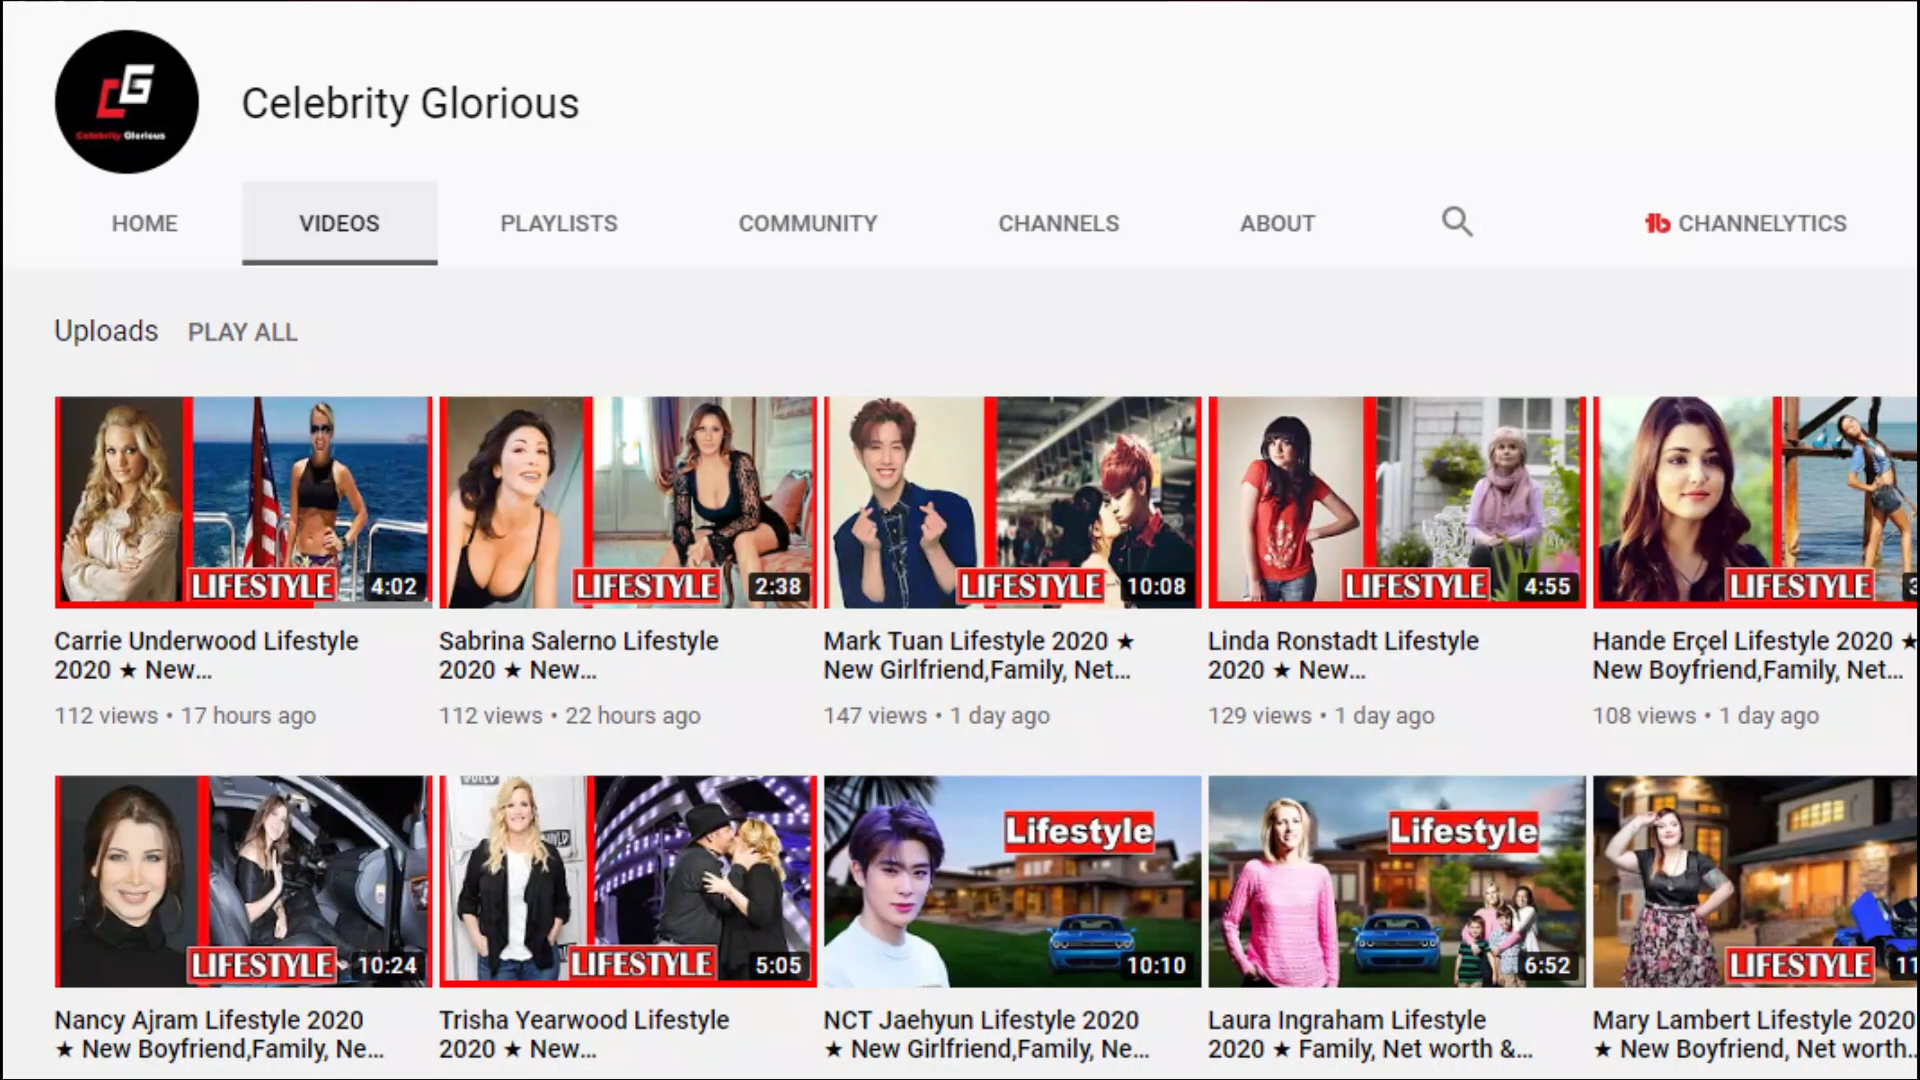 CG
Celebrity Glorious
Celebrity Glorious
HOME
VIDEOS
PLAYLISTS
COMMUNITY
CHANNELS
ABOUT
CHANNELYTICS
Uploads PLAY ALL
LIFESTYLE 4:02
LIFESTYLE 2:38
LIFESTYLE 10:08
LIFESTYLE 4:55
LIFESTYLE 3
Carrie Underwood Lifestyle
2020 ★ New...
112 views • 17 hours ago
Sabrina Salerno Lifestyle
2020 ★ New...
112 views • 22 hours ago
Mark Tuan Lifestyle 2020 ★
New Girlfriend,Family, Net...
147 views • 1 day ago
Linda Ronstadt Lifestyle
2020 ★ New...
129 views • 1 day ago
Hande Erçel Lifestyle 2020 ★
New Boyfriend,Family, Net...
108 views • 1 day ago
LIFESTYLE 10:24
LIFESTYLE 5:05
Lifestyle
10:10
Lifestyle
6:52
LIFESTYLE 11
Nancy Ajram Lifestyle 2020
★ New Boyfriend,Family, Ne...
Trisha Yearwood Lifestyle
2020 ★ New...
NCT Jaehyun Lifestyle 2020
★ New Girlfriend,Family, Ne...
Laura Ingraham Lifestyle
2020 ★ Family, Net worth &...
Mary Lambert Lifestyle 2020
★ New Boyfriend, Net worth..